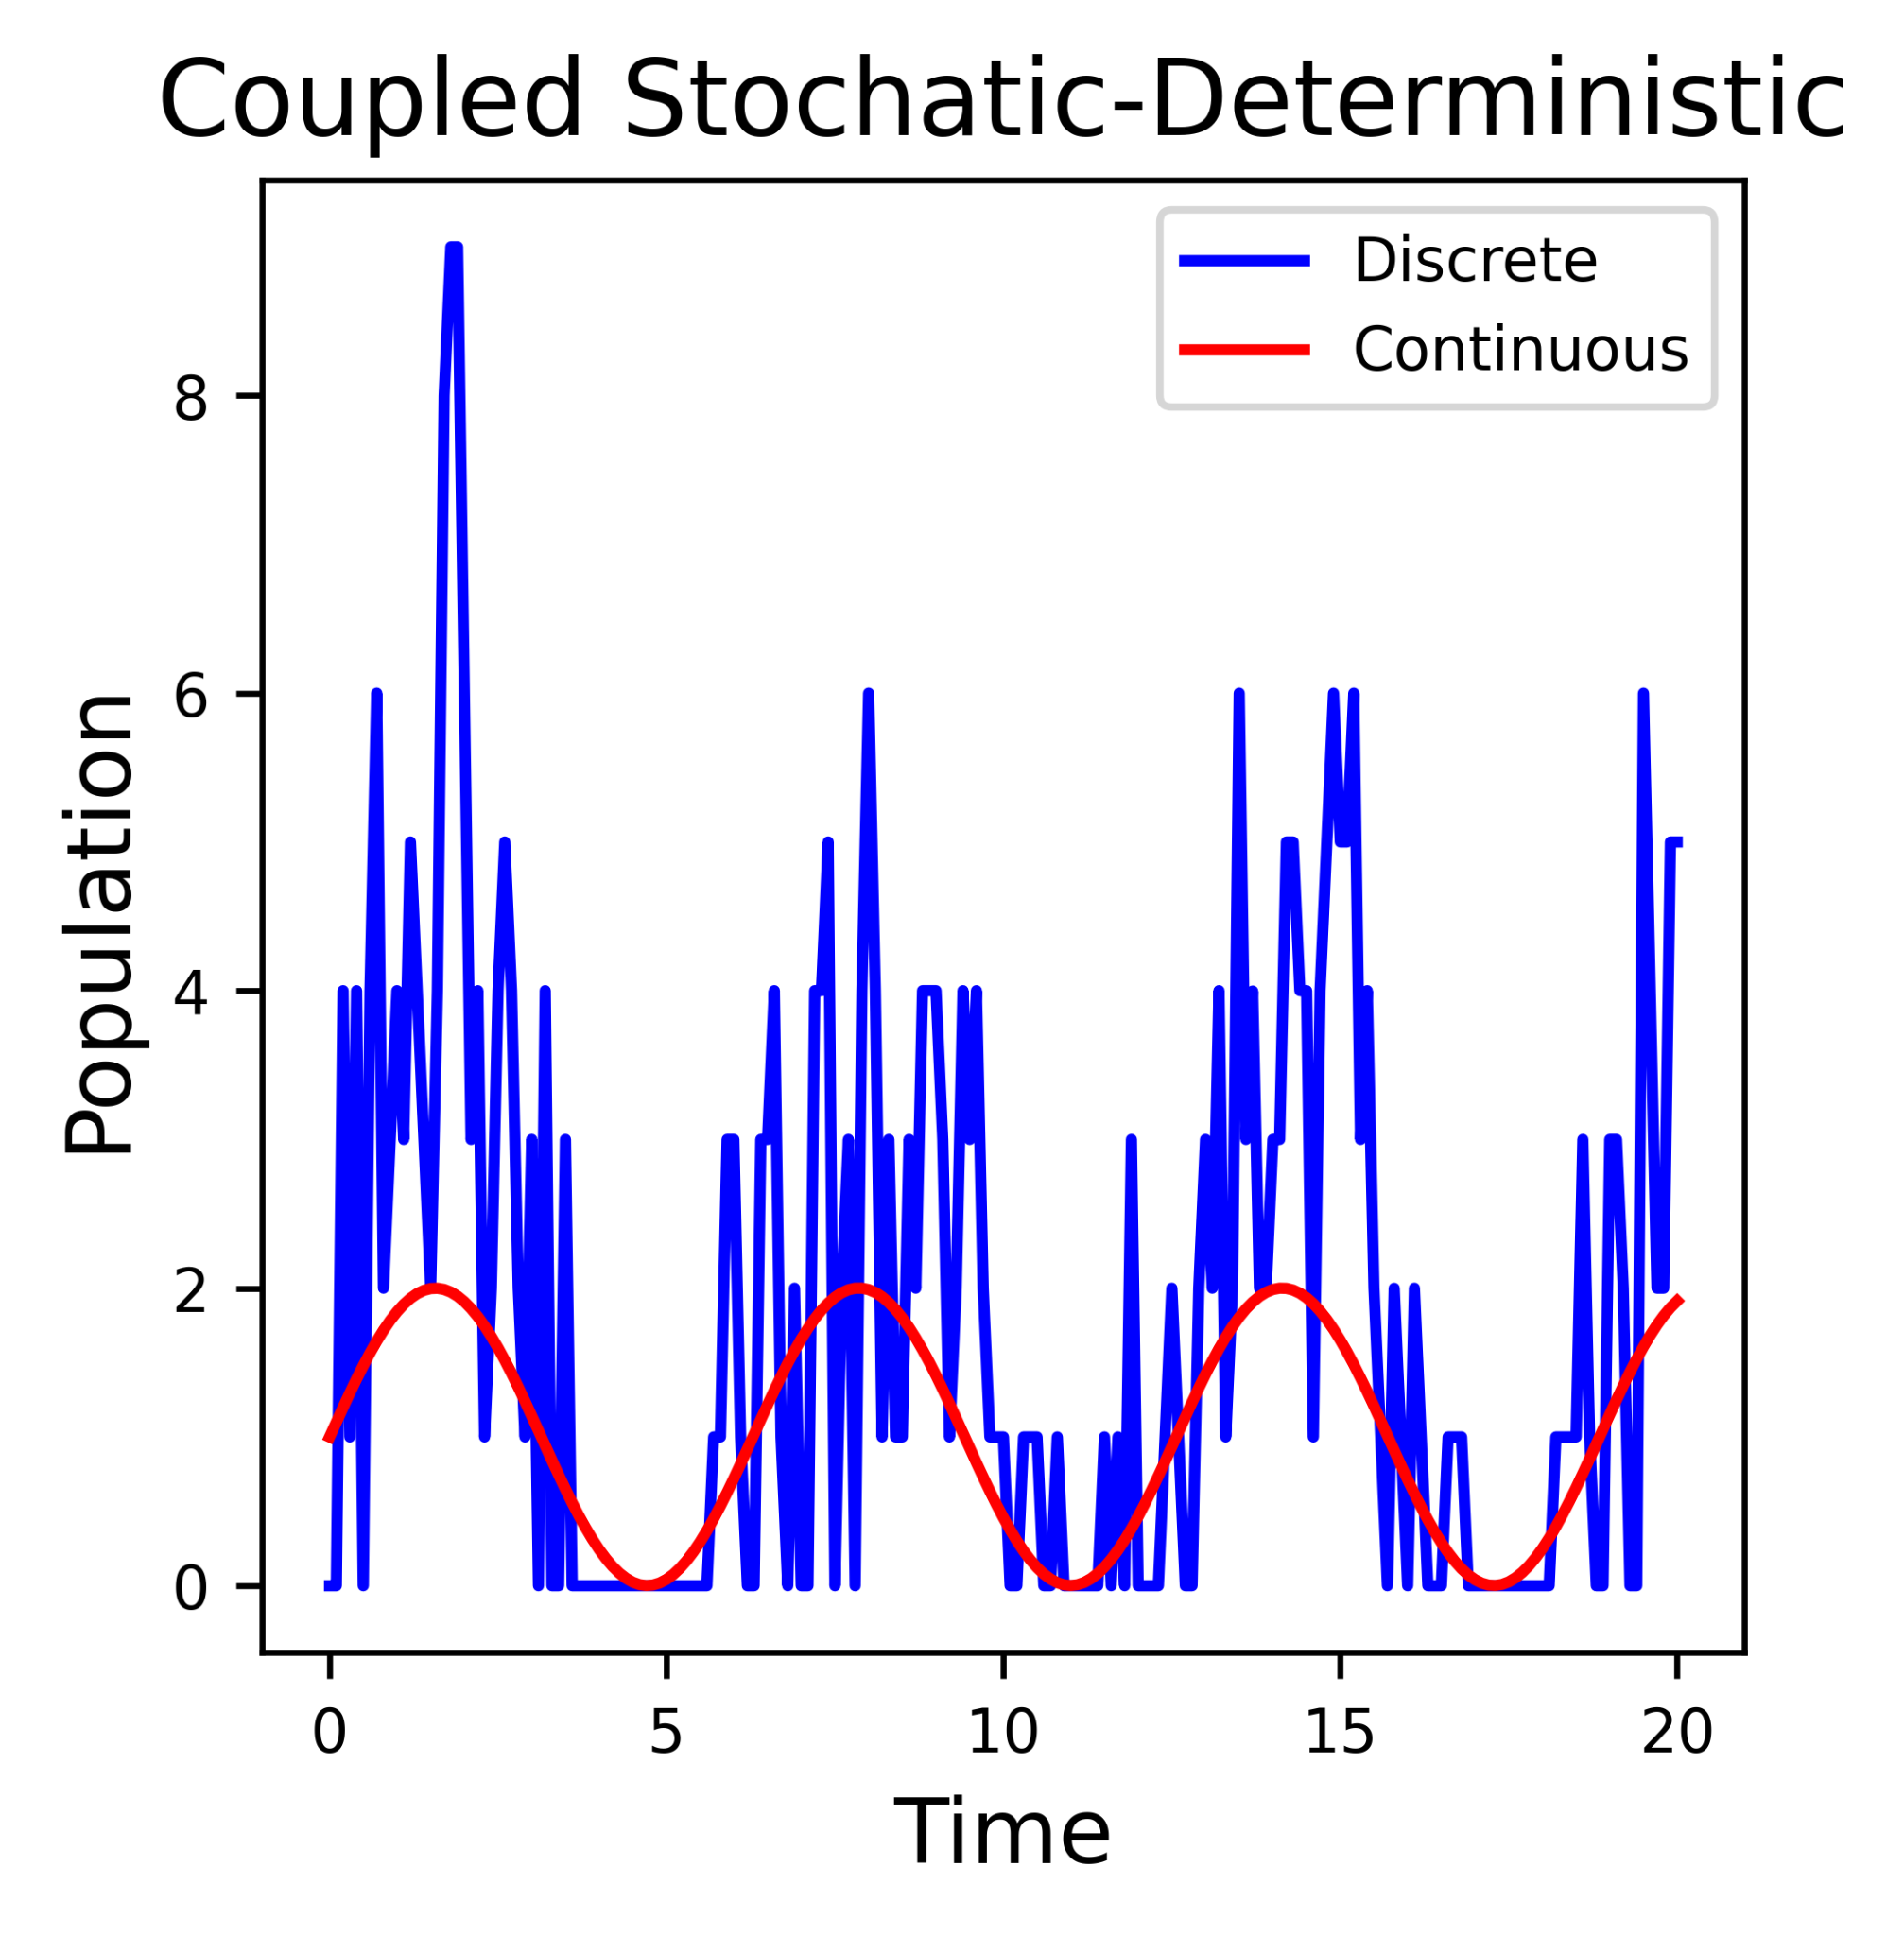 Coupled Stochatic-Deterministic
Discrete
Continuous
8
6
4
2
0
Population
0 5 10 15 20
Time